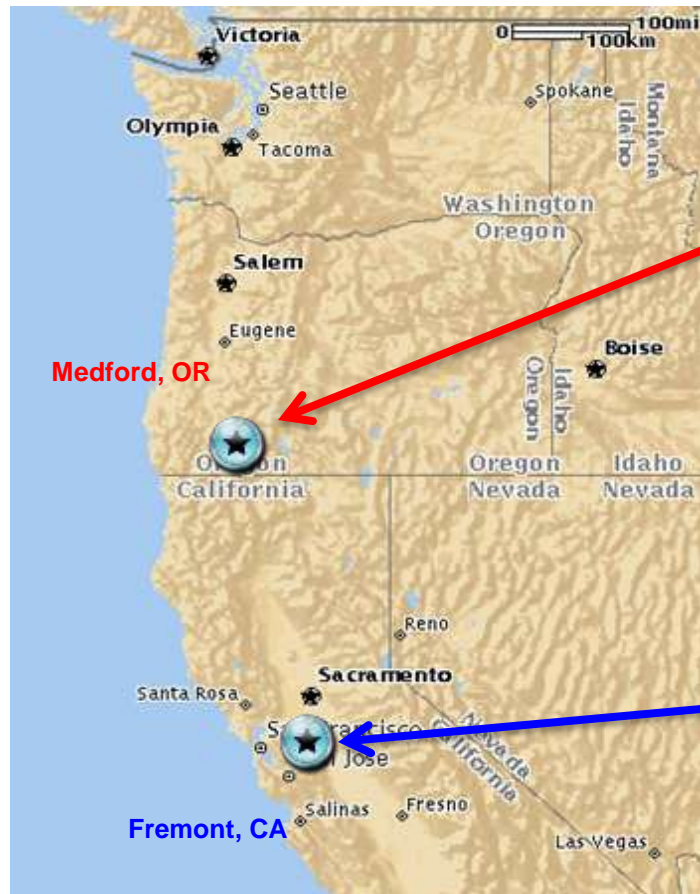 Victoria
0 100mi
100km
Seattle
Spokane
Montana
Idaho
Olympia
Tacoma
Washington
Oregon
Salem
Eugene
Boise
Medford, OR
Oregon
Idaho
Oregon
California
Oregon
Nevada
Idaho
Nevada
Reno
Sacramento
Santa Rosa
Nevada
California
Jose
Salinas
Fresno
Fremont, CA
Las Vegas